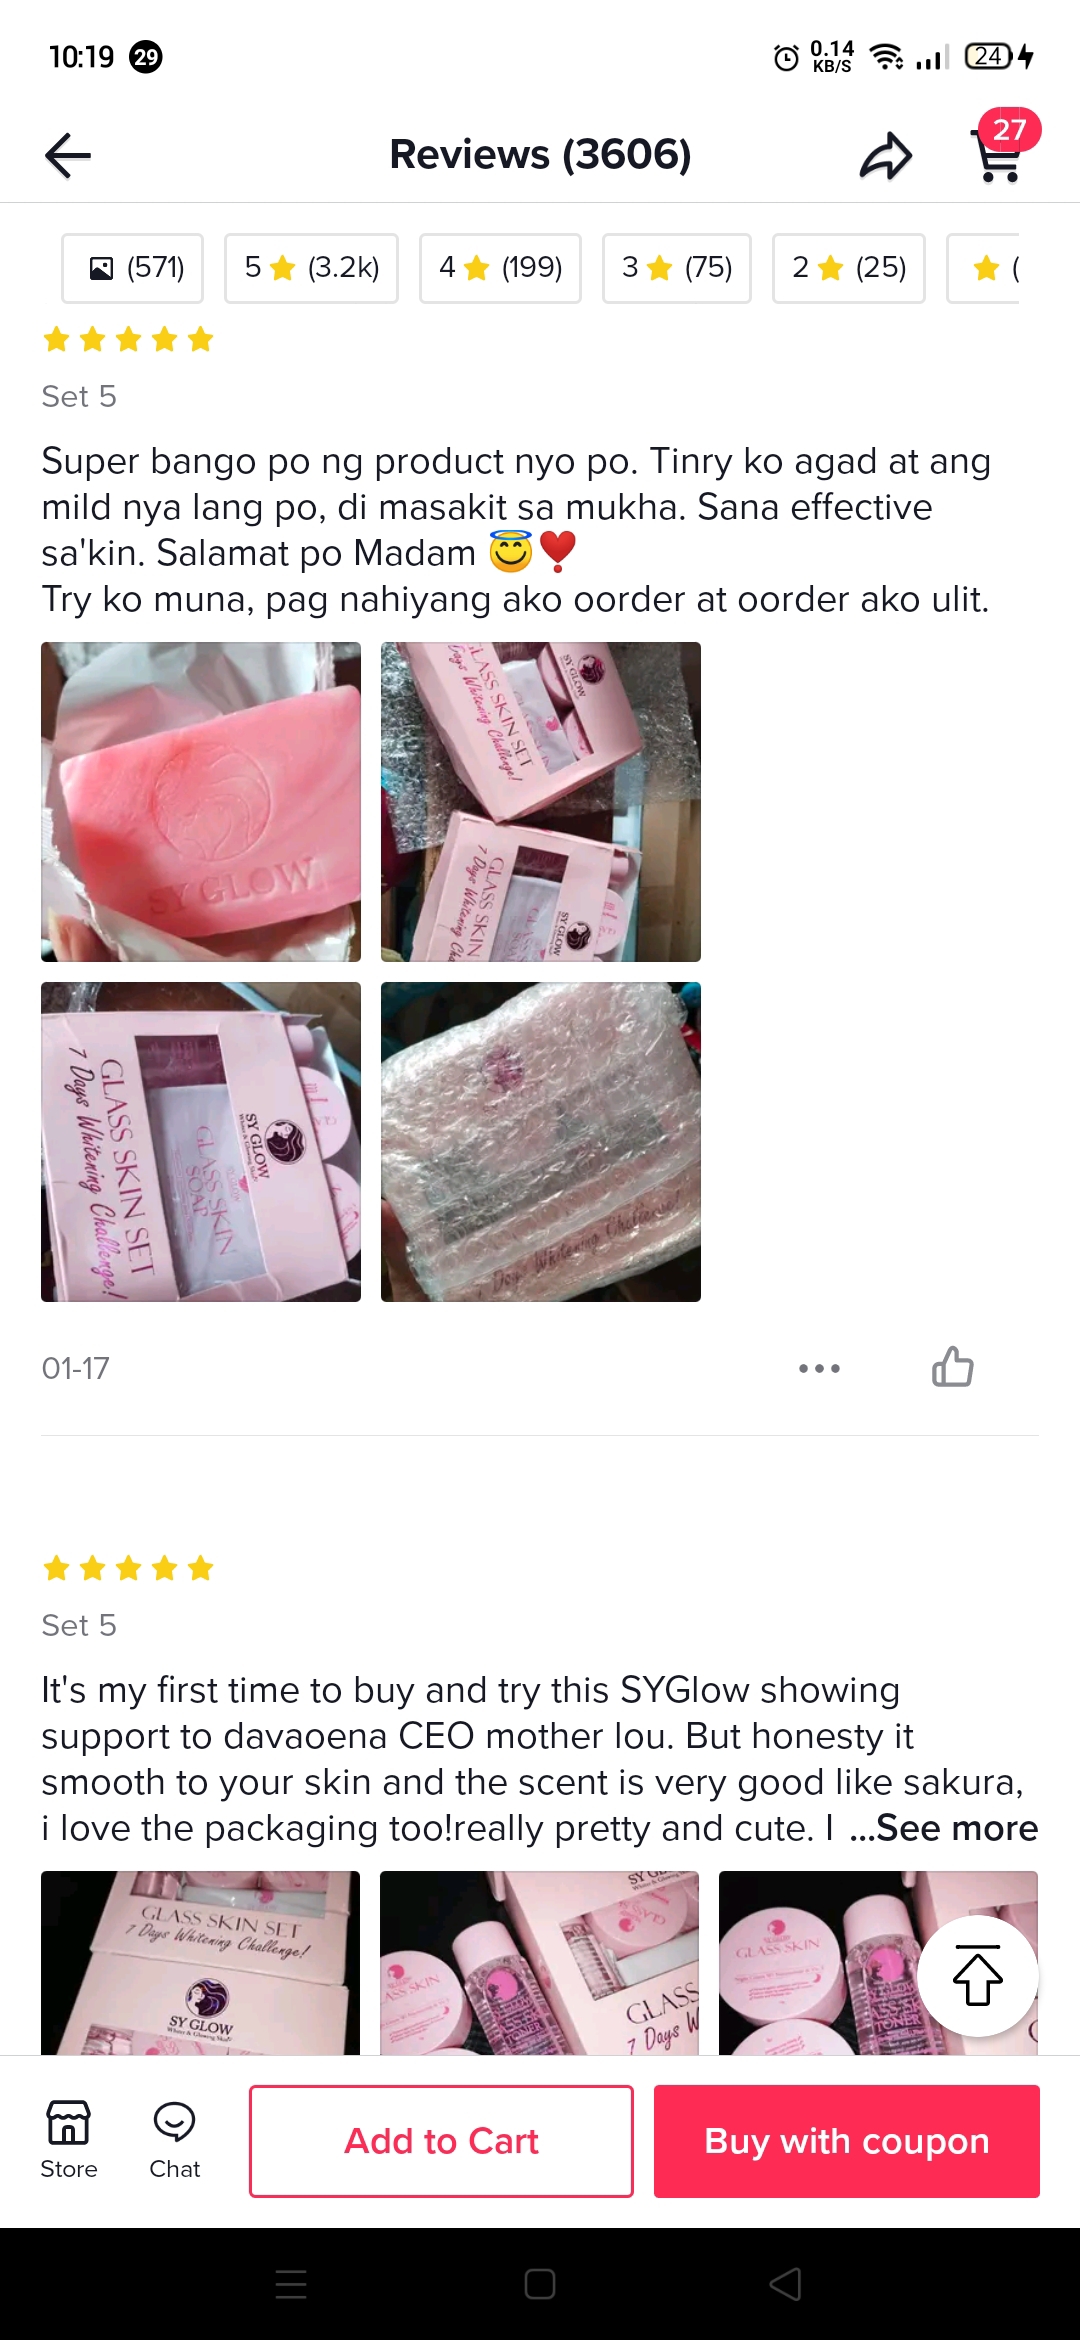 10:19 29
0.14
KB/S
24
Reviews (3606)
27
(571)
5 (3.2k)
4 (199)
3 (75)
2 (25)
(
Set 5
Super bango po ng product nyo po. Tinry ko agad at ang
mild nya lang po, di masakit sa mukha. Sana effective
sa'kin. Salamat po Madam 😇❣️
Try ko muna, pag nahiyang ako oorder at oorder ako ulit.
SY GLOW
GLASS SKIN SET
7 Days Whitening Challenge!
SY GLOW
GLASS SKIN
7 Days Whitening
SY GLOW
GLASS SKIN SET
7 Days Whitening Challenge!
SY GLOW
GLASS SKIN
SOAP
7 Days Whitening Challenge!
01-17
Set 5
It's my first time to buy and try this SYGlow showing
support to davaoena CEO mother lou. But honesty it
smooth to your skin and the scent is very good like sakura,
i love the packaging too!really pretty and cute. I ...See more
GLASS SKIN SET
7 Days Whitening Challenge!
SY GLOW
GLASS
7 Days W
GLASS SKIN
TONER
Store
Chat
Add to Cart
Buy with coupon